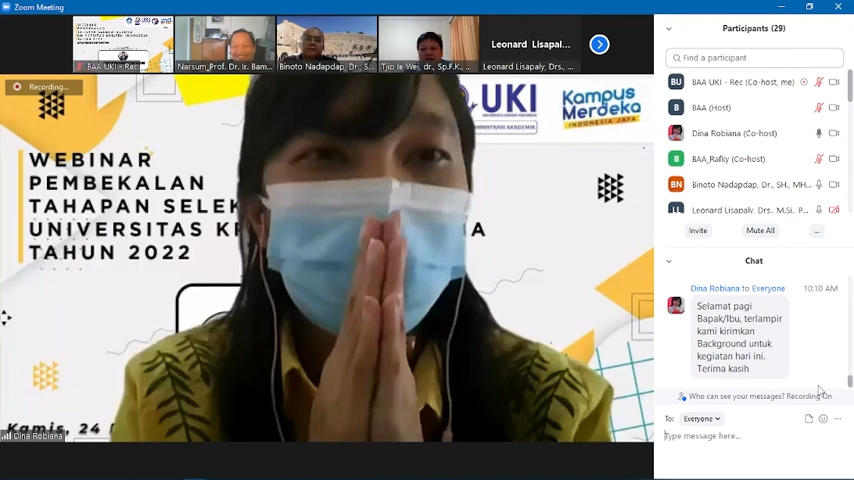 Zoom Meeting
BAA UKI - Rec
Narsum_Prof. Dr. Ir. Bam...
Binoto Nadapdap, Dr., S...
Tjio Ie Wei, dr., Sp.F.K.,...
Leonard Lisapal...
Leonard Lisapaly, Drs.,...
Recording...
UKI
Kampus
Merdeka
INDONESIA JAYA
WEBINAR
PEMBEKALAN
TAHAPAN SELEK
UNIVERSITAS KR
TAHUN 2022
Kamis, 24
Dina Robiana
Participants (29)
Find a participant
BU BAA UKI - Rec (Co-host, me)
B BAA (Host)
Dina Robiana (Co-host)
B BAA_Rafky (Co-host)
BN Binoto Nadapdap, Dr., SH., MH...
LL Leonard Lisapaly, Drs., M.Si., P...
Invite
Mute All
...
Chat
Dina Robiana to Everyone 10:10 AM
Selamat pagi
Bapak/Ibu, terlampir
kami kirimkan
Background untuk
kegiatan hari ini.
Terima kasih
Who can see your messages? Recording On
To: Everyone
Type message here...